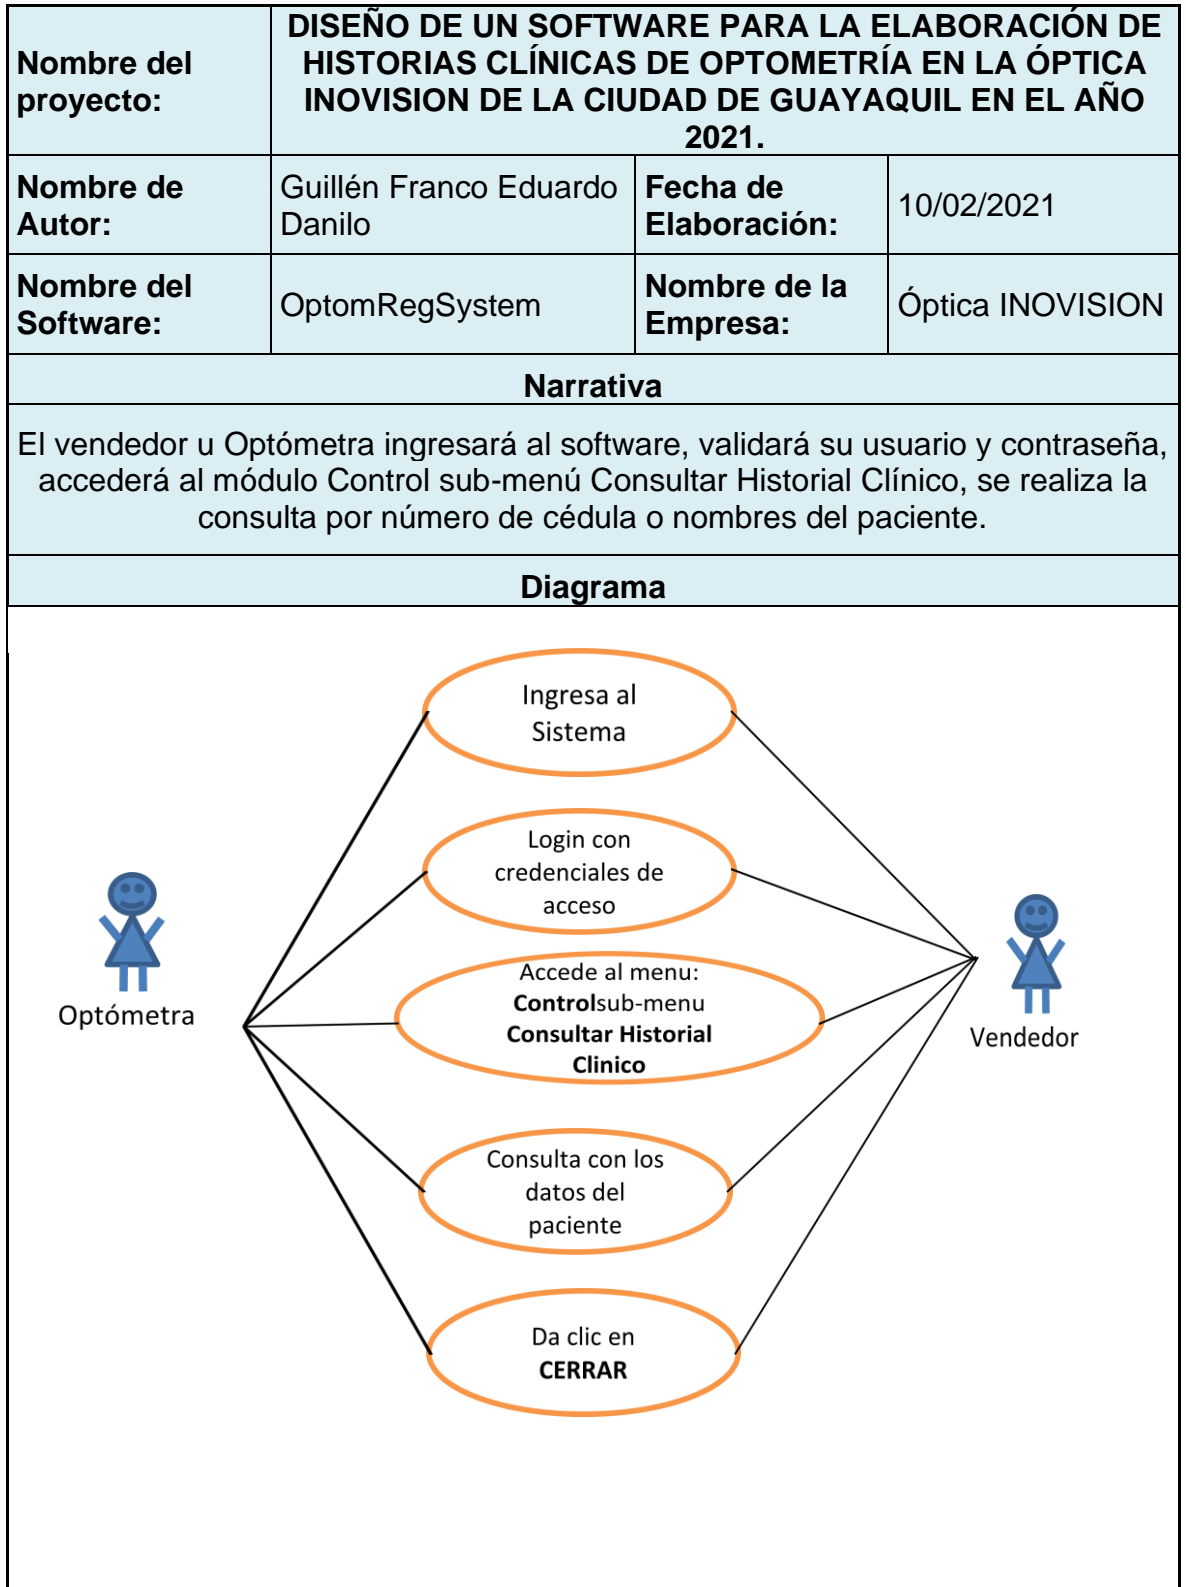 Nombre del
proyecto:
DISEÑO DE UN SOFTWARE PARA LA ELABORACIÓN DE
HISTORIAS CLÍNICAS DE OPTOMETRÍA EN LA ÓPTICA
INOVISION DE LA CIUDAD DE GUAYAQUIL EN EL AÑO
2021.
Nombre de
Autor:
Guillén Franco Eduardo
Danilo
Fecha de
Elaboración:
10/02/2021
Nombre del
Software:
OptomRegSystem
Nombre de la
Empresa:
Óptica INOVISION
Narrativa
El vendedor u Optómetra ingresará al software, validará su usuario y contraseña,
accederá al módulo Control sub-menú Consultar Historial Clínico, se realiza la
consulta por número de cédula o nombres del paciente.
Diagrama
Ingresa al
Sistema
Login con
credenciales de
acceso
Optómetra
Accede al menu:
Controlsub-menu
Consultar Historial
Clinico
Vendedor
Consulta con los
datos del
paciente
Da clic en
CERRAR